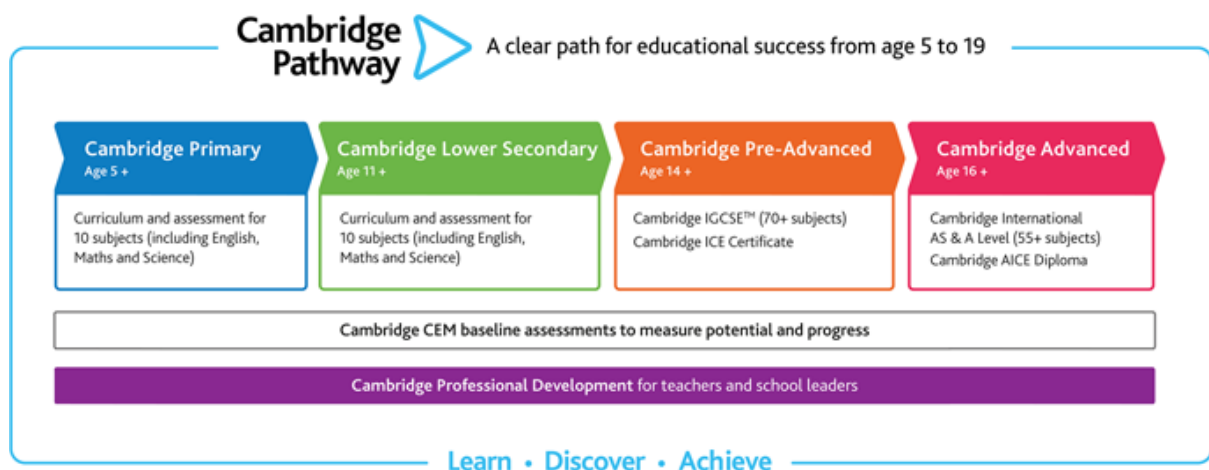 Cambridge
Pathway
A clear path for educational success from age 5 to 19
Cambridge Primary
Age 5 +
Curriculum and assessment for
10 subjects (including English,
Maths and Science)
Cambridge Lower Secondary
Age 11 +
Curriculum and assessment for
10 subjects (including English,
Maths and Science)
Cambridge Pre-Advanced
Age 14 +
Cambridge IGCSE™ (70+ subjects)
Cambridge ICE Certificate
Cambridge Advanced
Age 16 +
Cambridge International
AS & A Level (55+ subjects)
Cambridge AICE Diploma
Cambridge CEM baseline assessments to measure potential and progress
Cambridge Professional Development for teachers and school leaders
Learn • Discover • Achieve